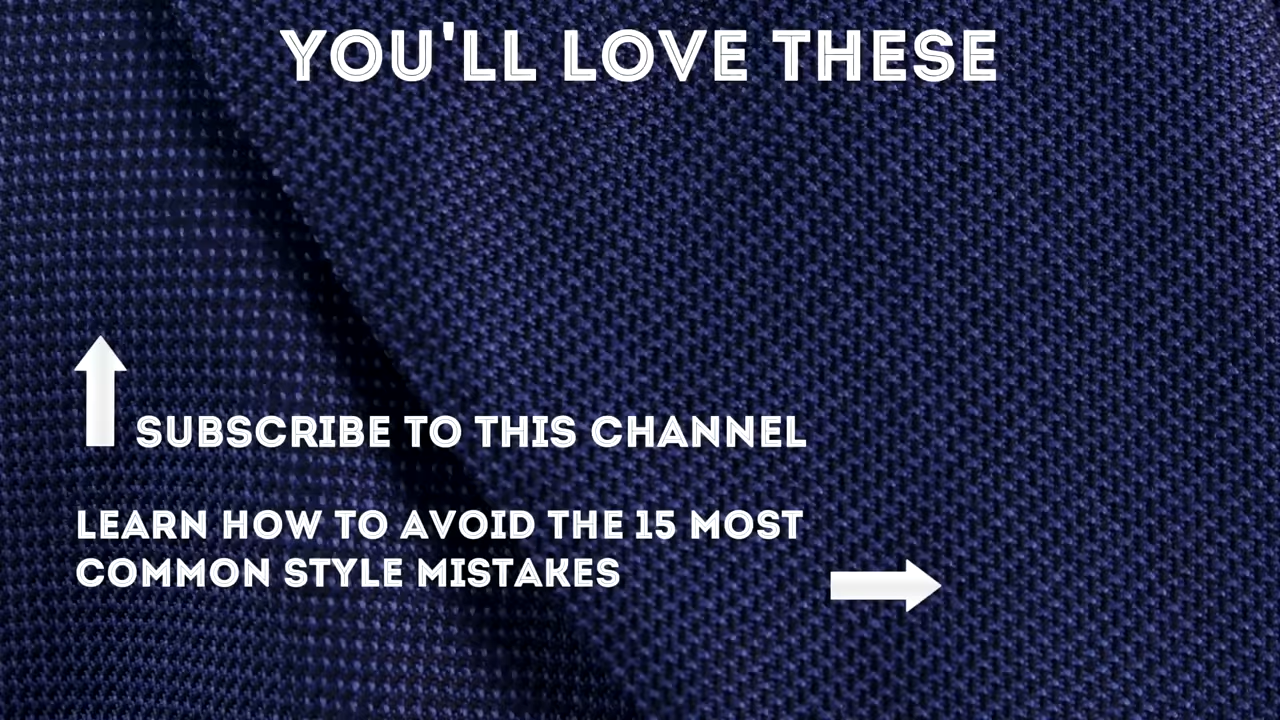 YOU'LL LOVE THESE
SUBSCRIBE TO THIS CHANNEL
LEARN HOW TO AVOID THE 15 MOST
COMMON STYLE MISTAKES